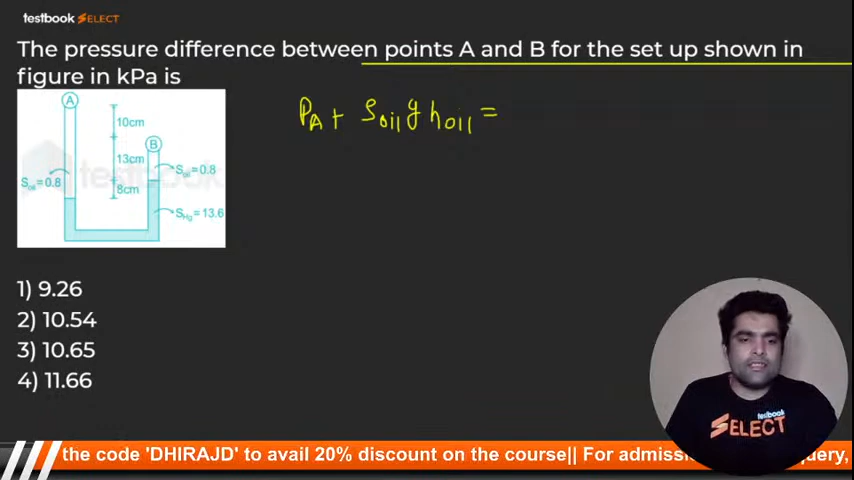 testbook SELECT
The pressure difference between points A and B for the set up shown in
figure in kPa is
P_A + S_oil g h_oil =
A
10cm
B
13cm
S_oil=0.8
S_oil=0.8
8cm
S_Hg=13.6
testbook
1) 9.26
2) 10.54
3) 10.65
4) 11.66
testbook
SELECT
the code 'DHIRAJD' to avail 20% discount on the course|| For admiss
uery,